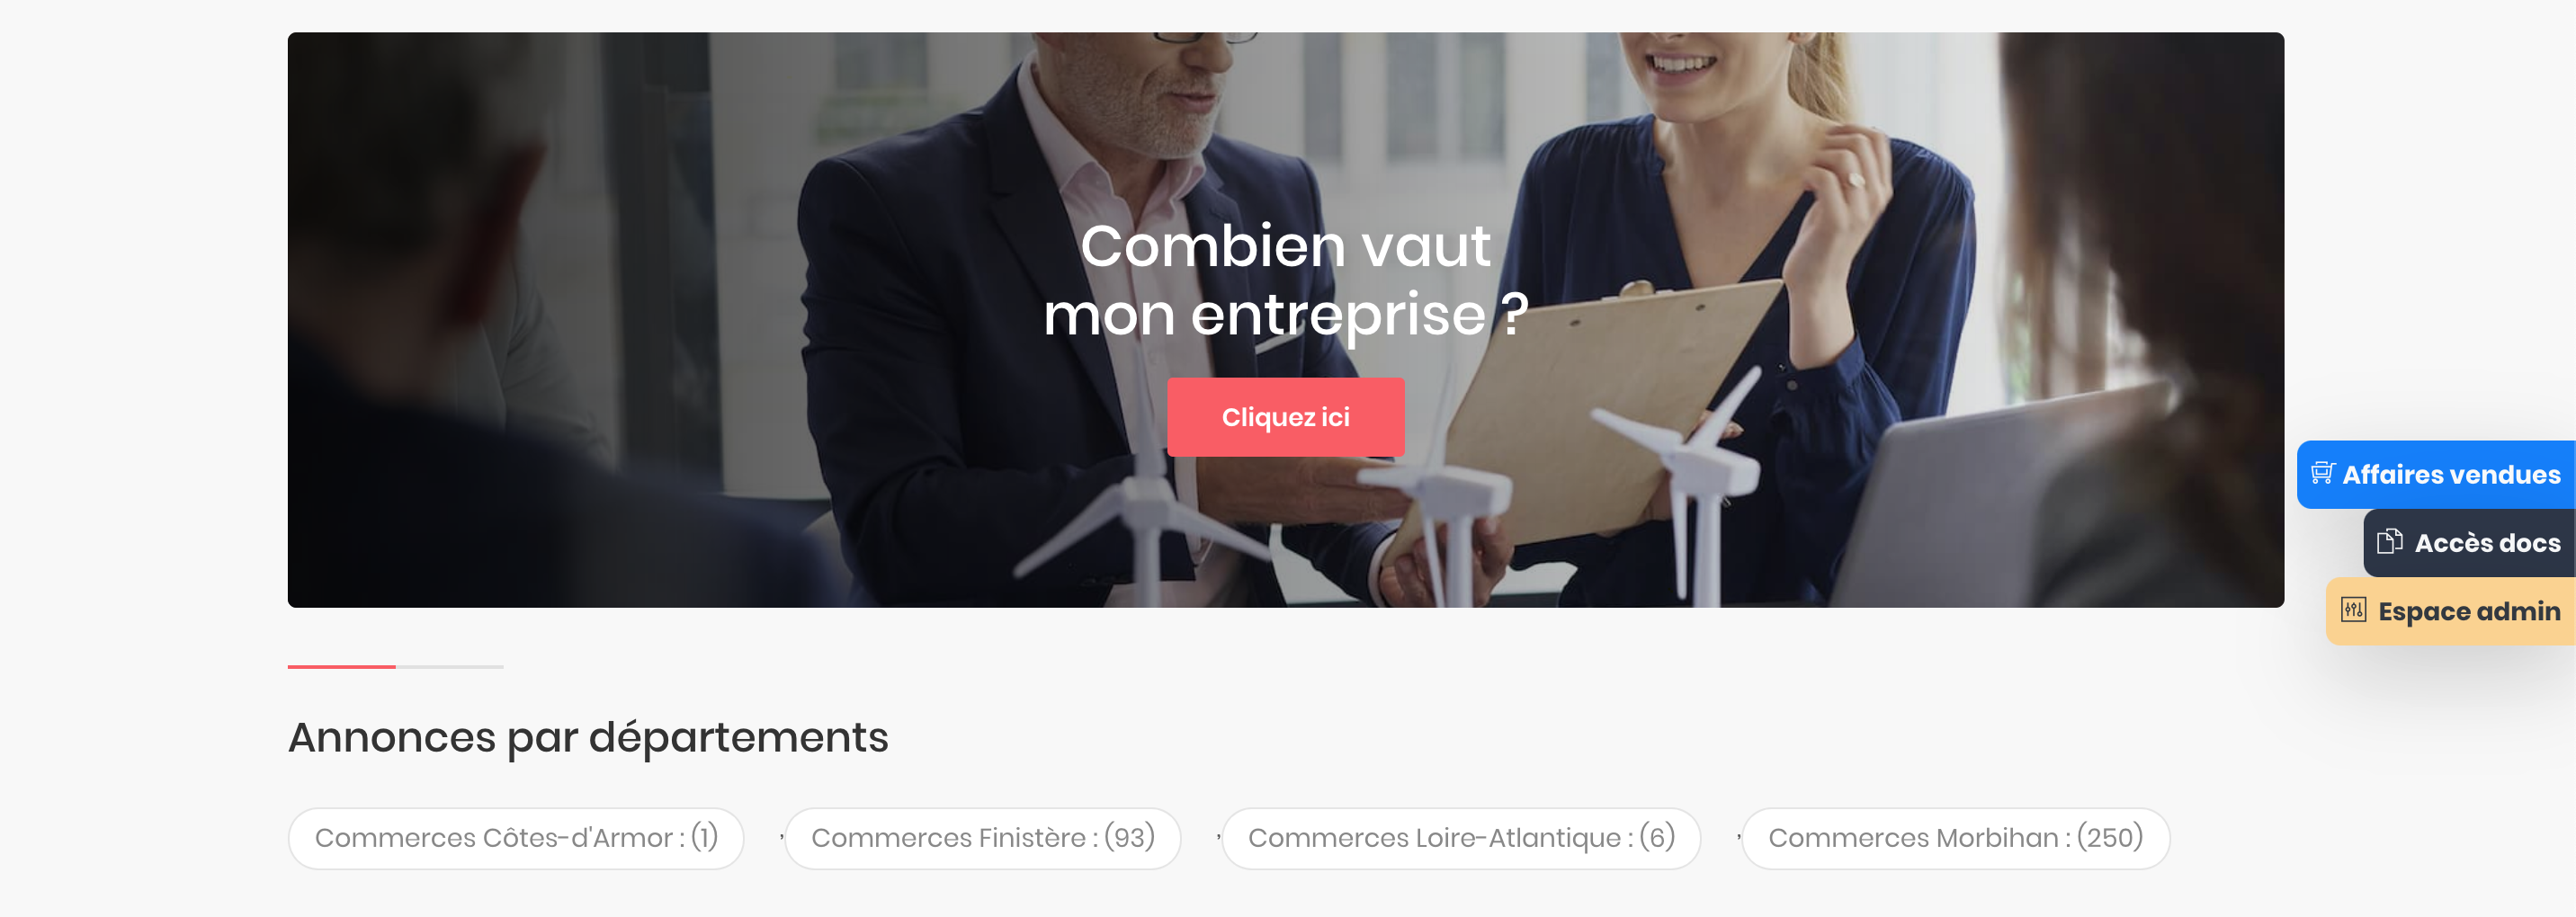 Combien vaut
mon entreprise ?
Cliquez ici
Affaires vendues
Accès docs
Espace admin
Annonces par départements
Commerces Côtes-d'Armor : (1) , Commerces Finistère : (93) , Commerces Loire-Atlantique : (6) , Commerces Morbihan : (250)